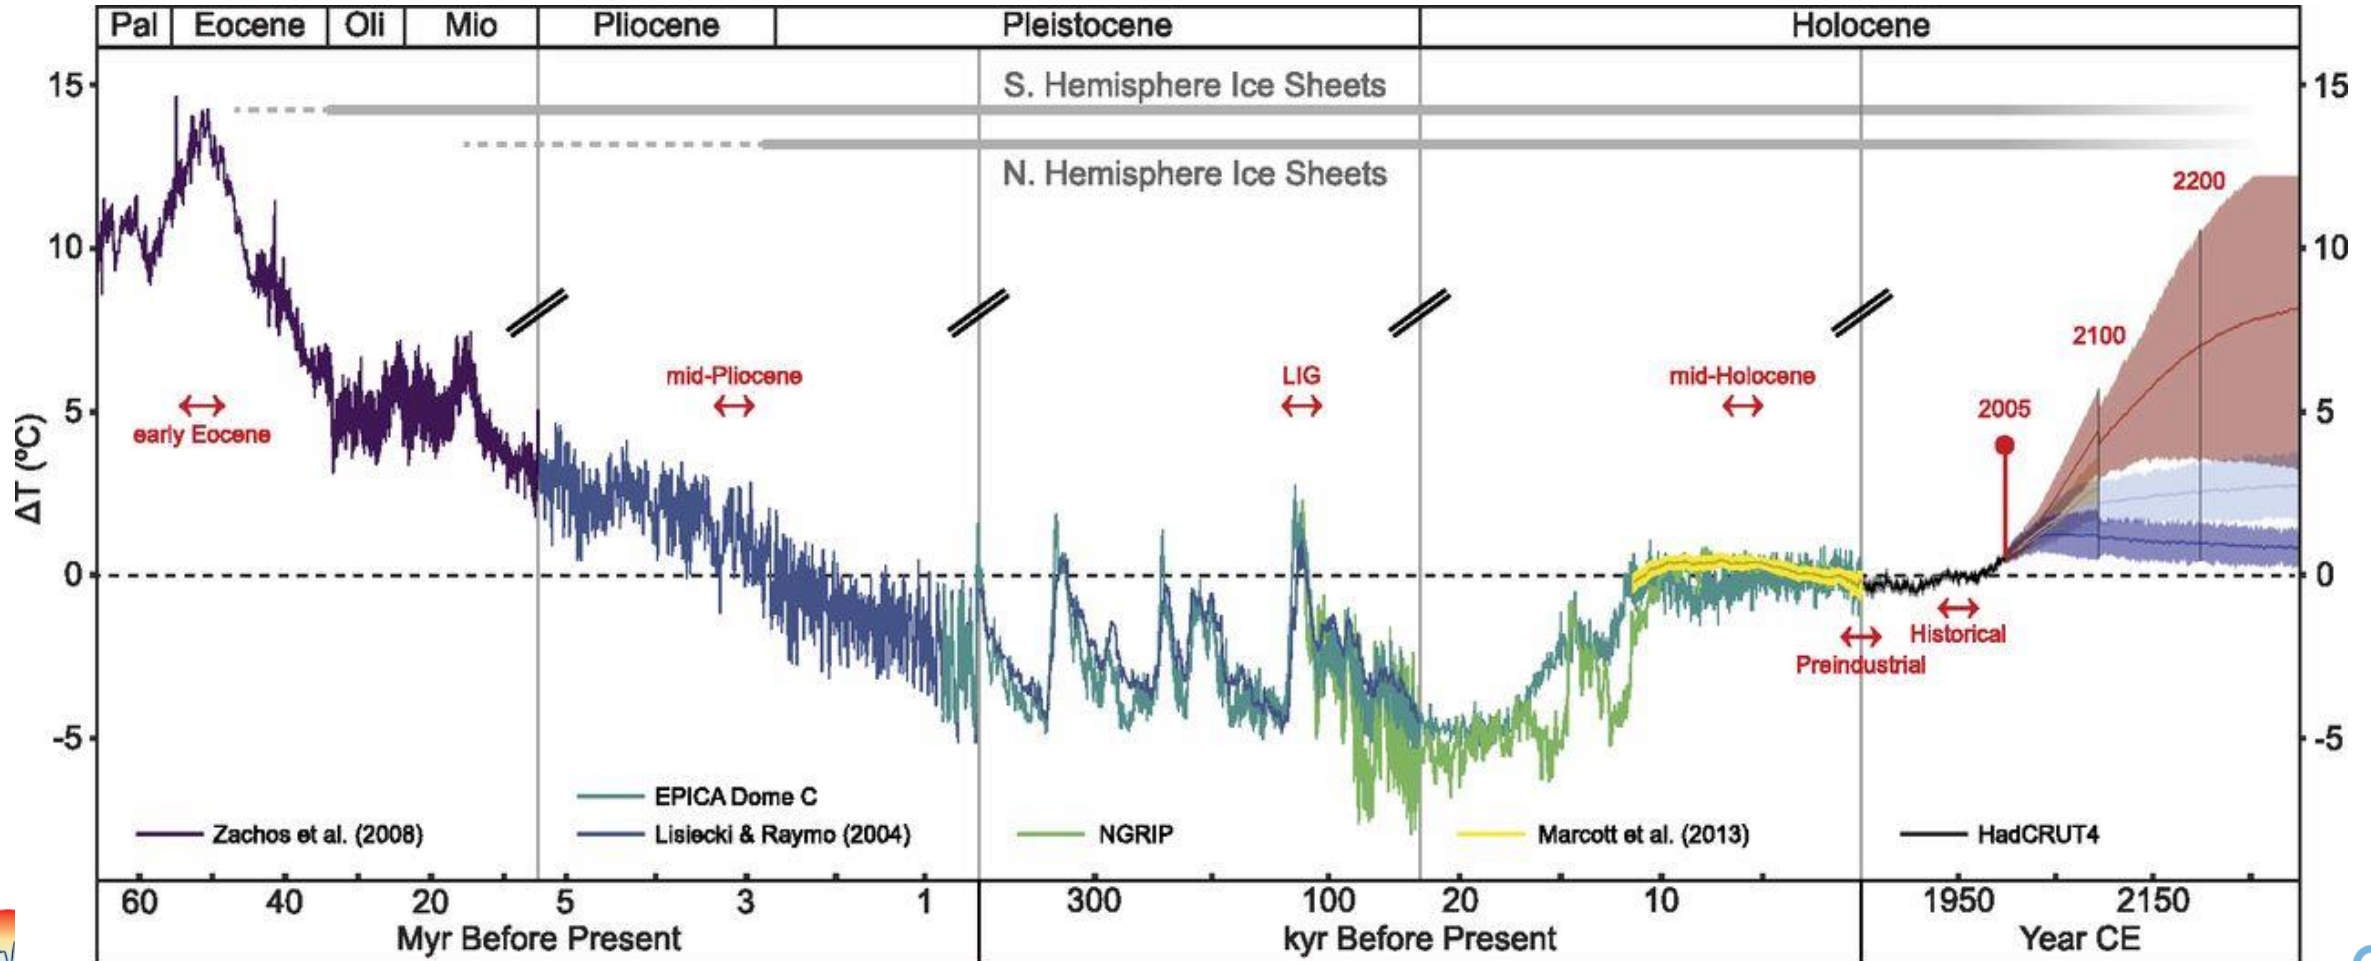 Pal Eocene Oli Mio Pliocene Pleistocene Holocene
15 S. Hemisphere Ice Sheets 15
N. Hemisphere Ice Sheets
2200
10 10
2100
mid-Pliocene LIG mid-Holocene
5 2005 5
early Eocene
ΔT (ºC)
0 0
Historical
Preindustrial
-5 -5
EPICA Dome C
Zachos et al. (2008) Lisiecki & Raymo (2004) NGRIP Marcott et al. (2013) HadCRUT4
60 40 20 5 3 1 300 100 20 10 1950 2150
Myr Before Present kyr Before Present Year CE